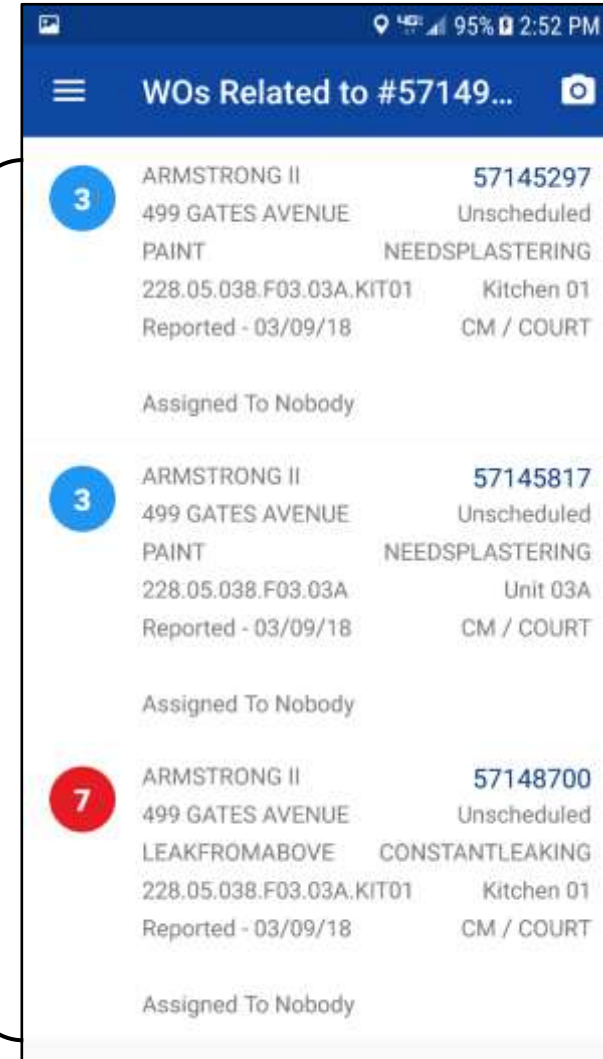 4G 95% 2:52 PM
WOs Related to #57149...
3 ARMSTRONG II 57145297
499 GATES AVENUE Unscheduled
PAINT NEEDSPLASTERING
228.05.038.F03.03A.KIT01 Kitchen 01
Reported - 03/09/18 CM / COURT
Assigned To Nobody
3 ARMSTRONG II 57145817
499 GATES AVENUE Unscheduled
PAINT NEEDSPLASTERING
228.05.038.F03.03A Unit 03A
Reported - 03/09/18 CM / COURT
Assigned To Nobody
7 ARMSTRONG II 57148700
499 GATES AVENUE Unscheduled
LEAKFROMABOVE CONSTANTLEAKING
228.05.038.F03.03A.KIT01 Kitchen 01
Reported - 03/09/18 CM / COURT
Assigned To Nobody